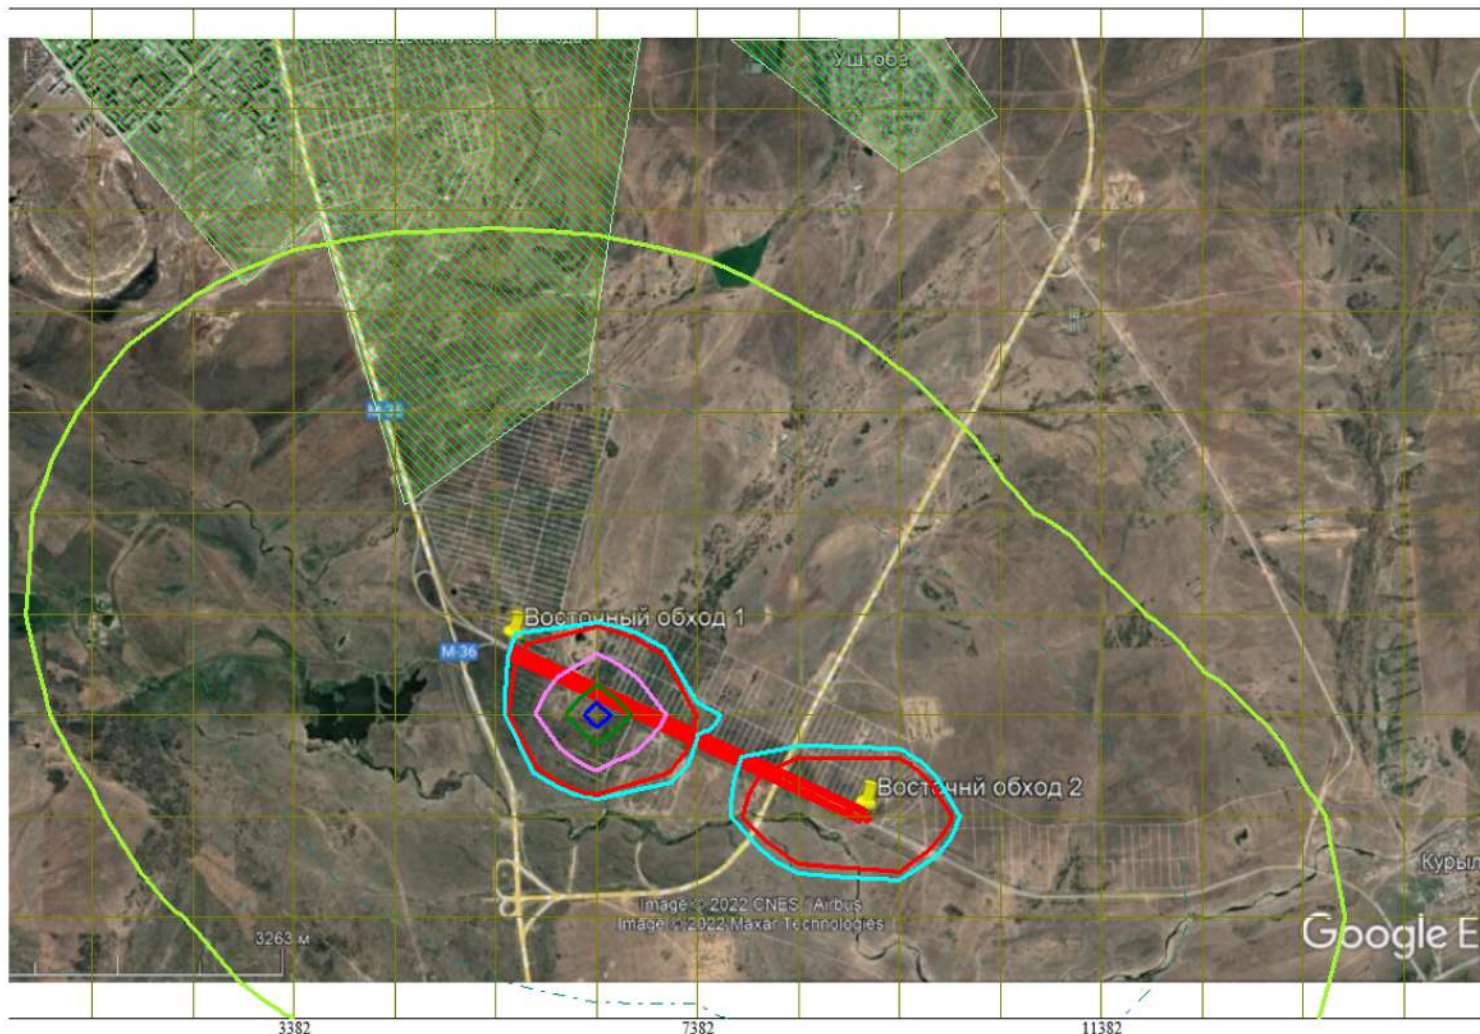 Уштобе
Восточный обход 1
М-36
Восточнй обход 2
Курыл
Image © 2022 CNES / Airbus
Image © 2022 Maxar Technologies
3263 м
Google E
3382
7382
11382